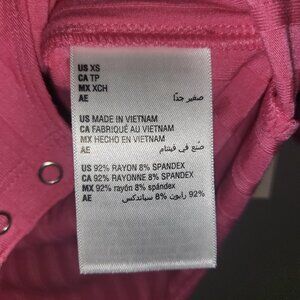 US XS
CA TP
MX XCH
AE صغير جدًا
US MADE IN VIETNAM
CA FABRIQUÉ AU VIETNAM
MX HECHO EN VIETNAM
AE صنع في فيتنام
US 92% RAYON 8% SPANDEX
CA 92% RAYONNE 8% SPANDEX
MX 92% rayón 8% spándex
AE 92% رايون 8% سباندكس